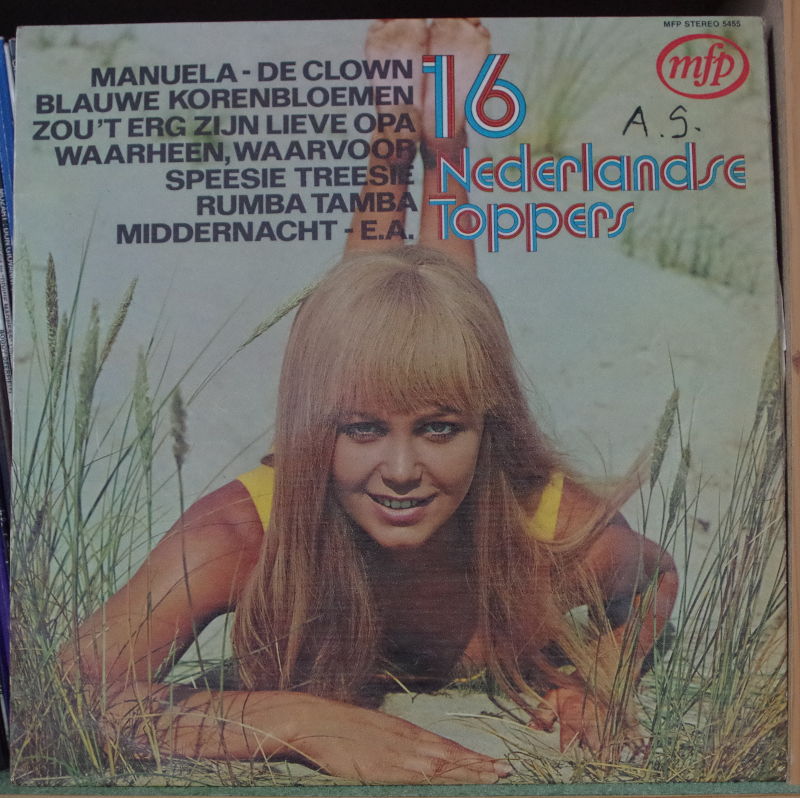 MFP STEREO 5455
mfp
MANUELA - DE CLOWN
BLAUWE KORENBLOEMEN
ZOU'T ERG ZIJN LIEVE OPA
WAARHEEN, WAARVOOR
SPEESIE TREESIE
RUMBA TAMBA
MIDDERNACHT - E.A.
16
Nederlandse
Toppers
A.S.